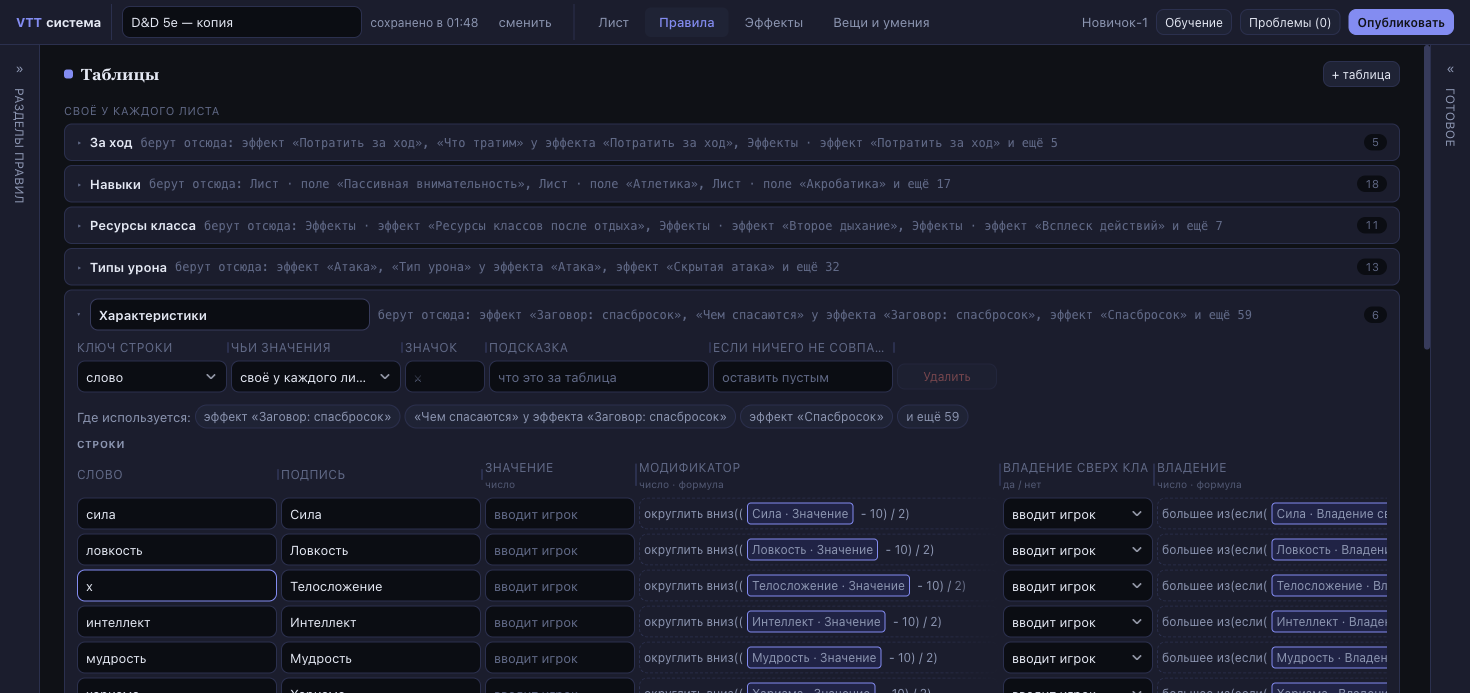 VTT система D&D 5e — копия сохранено в 01:48 сменить Лист Правила Эффекты Вещи и умения Новичок-1 Обучение Проблемы (0) Опубликовать
» РАЗДЕЛЫ ПРАВИЛ
« ГОТОВОЕ
Таблицы + таблица
СВОЁ У КАЖДОГО ЛИСТА
За ход берут отсюда: эффект «Потратить за ход», «Что тратим» у эффекта «Потратить за ход», Эффекты · эффект «Потратить за ход» и ещё 5 5
Навыки берут отсюда: Лист · поле «Пассивная внимательность», Лист · поле «Атлетика», Лист · поле «Акробатика» и ещё 17 18
Ресурсы класса берут отсюда: Эффекты · эффект «Ресурсы классов после отдыха», Эффекты · эффект «Второе дыхание», Эффекты · эффект «Всплеск действий» и ещё 7 11
Типы урона берут отсюда: эффект «Атака», «Тип урона» у эффекта «Атака», эффект «Скрытая атака» и ещё 32 13
Характеристики берут отсюда: эффект «Заговор: спасбросок», «Чем спасаются» у эффекта «Заговор: спасбросок», эффект «Спасбросок» и ещё 59 6
КЛЮЧ СТРОКИ ЧЬИ ЗНАЧЕНИЯ ЗНАЧОК ПОДСКАЗКА ЕСЛИ НИЧЕГО НЕ СОВПА...
слово своё у каждого ли... ⚔ что это за таблица оставить пустым Удалить
Где используется: эффект «Заговор: спасбросок» «Чем спасаются» у эффекта «Заговор: спасбросок» эффект «Спасбросок» и ещё 59
СТРОКИ
СЛОВО ПОДПИСЬ ЗНАЧЕНИЕ МОДИФИКАТОР ВЛАДЕНИЕ СВЕРХ КЛА ВЛАДЕНИЕ
число число · формула да / нет число · формула
сила Сила вводит игрок округлить вниз(( Сила · Значение - 10) / 2) вводит игрок большее из(если( Сила · Владение св
ловкость Ловкость вводит игрок округлить вниз(( Ловкость · Значение - 10) / 2) вводит игрок большее из(если( Ловкость · Владени
х Телосложение вводит игрок округлить вниз(( Телосложение · Значение - 10) / 2) вводит игрок большее из(если( Телосложение · Вл
интеллект Интеллект вводит игрок округлить вниз(( Интеллект · Значение - 10) / 2) вводит игрок большее из(если( Интеллект · Владен
мудрость Мудрость вводит игрок округлить вниз(( Мудрость · Значение - 10) / 2) вводит игрок большее из(если( Мудрость · Владен